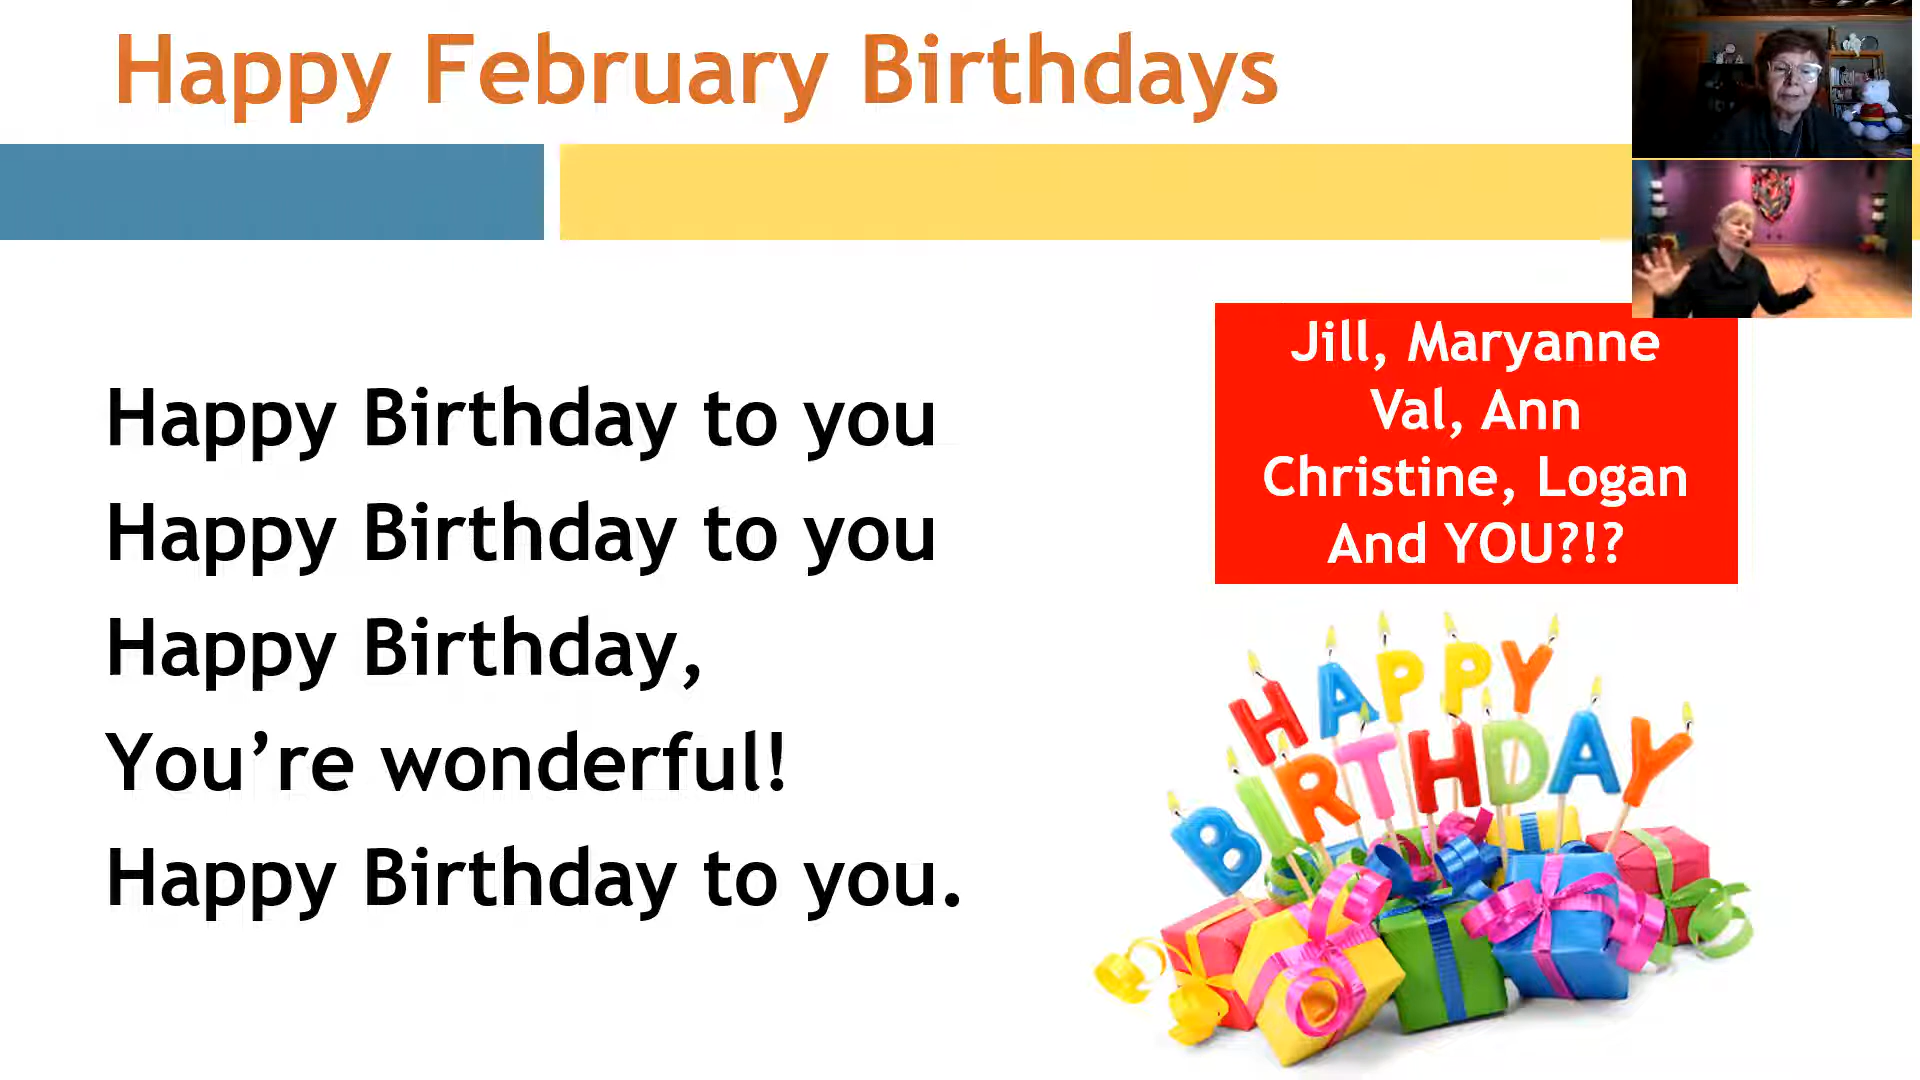 Happy February Birthdays
Happy Birthday to you
Happy Birthday to you
Happy Birthday,
You’re wonderful!
Happy Birthday to you.
Jill, Maryanne
Val, Ann
Christine, Logan
And YOU?!?
HAPPY
BIRTHDAY